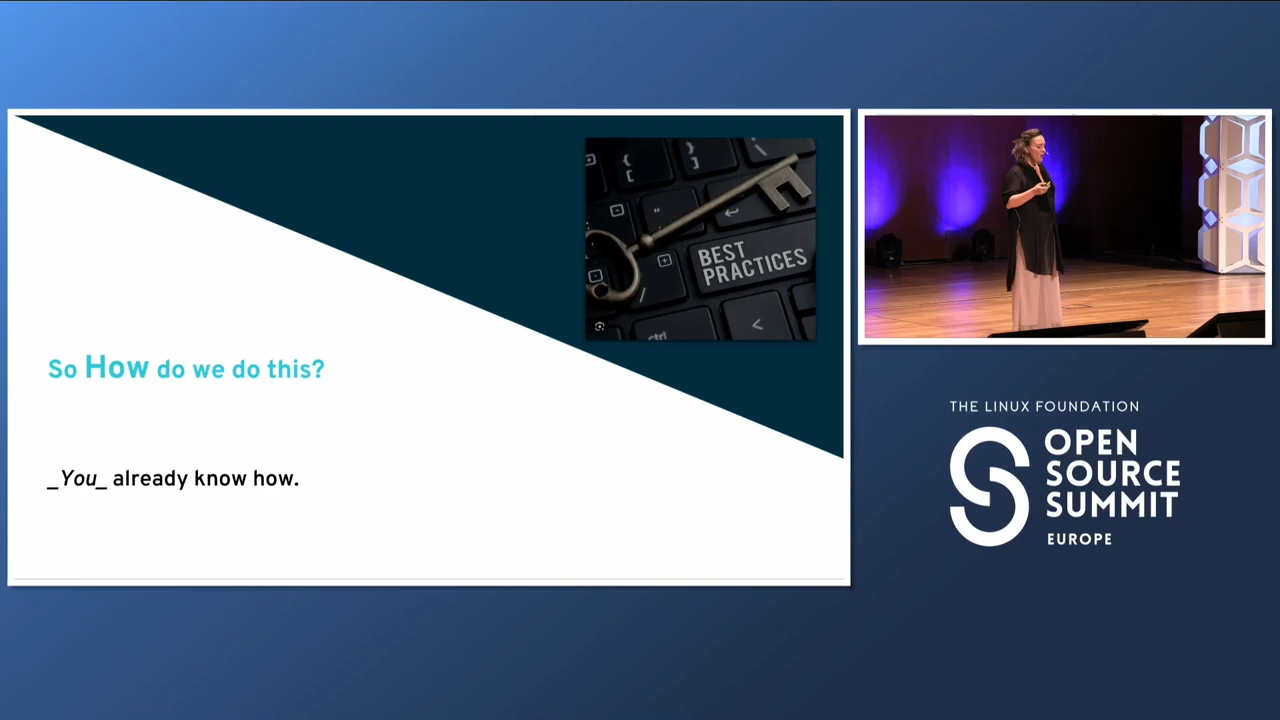 So How do we do this?
_You_ already know how.
{
[
}
]
\
"
BEST
PRACTICES
/
ctrl
<
THE LINUX FOUNDATION
OPEN
SOURCE
SUMMIT
EUROPE